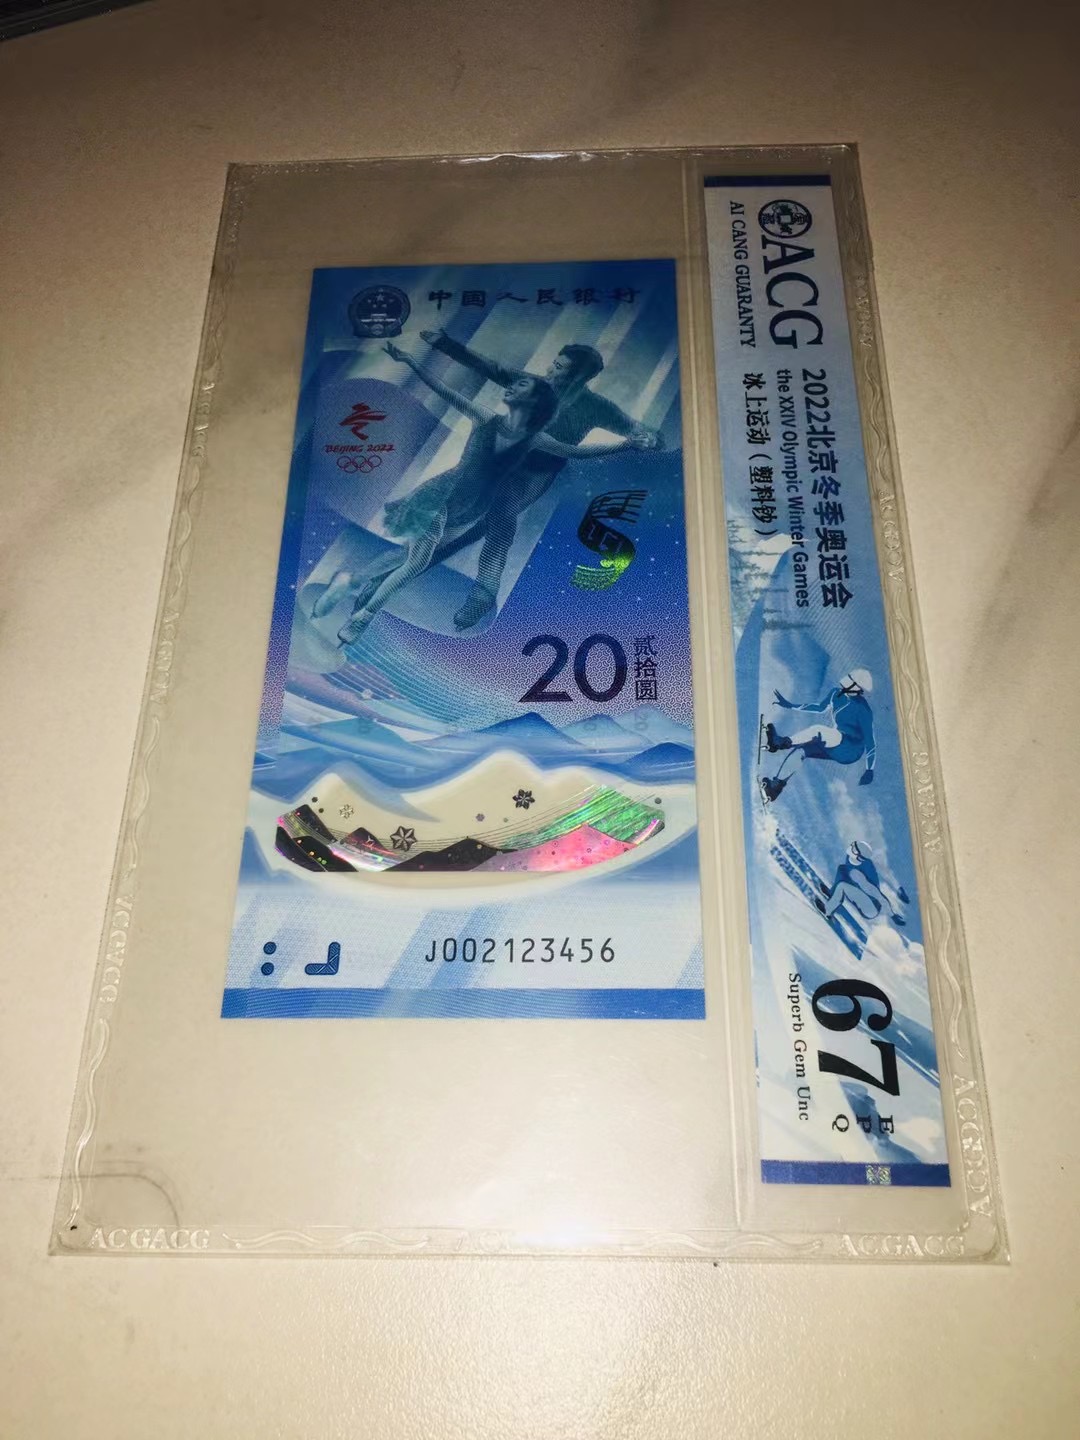 中国人民银行
BEIJING 2022
20
贰拾圆
J002123456
ACG
AI CANG GUARANTY
2022北京冬季奥运会
the XXIV Olympic Winter Games
冰上运动（塑料钞）
67
EPQ
Superb Gem Unc
ACGACG
ACGACG